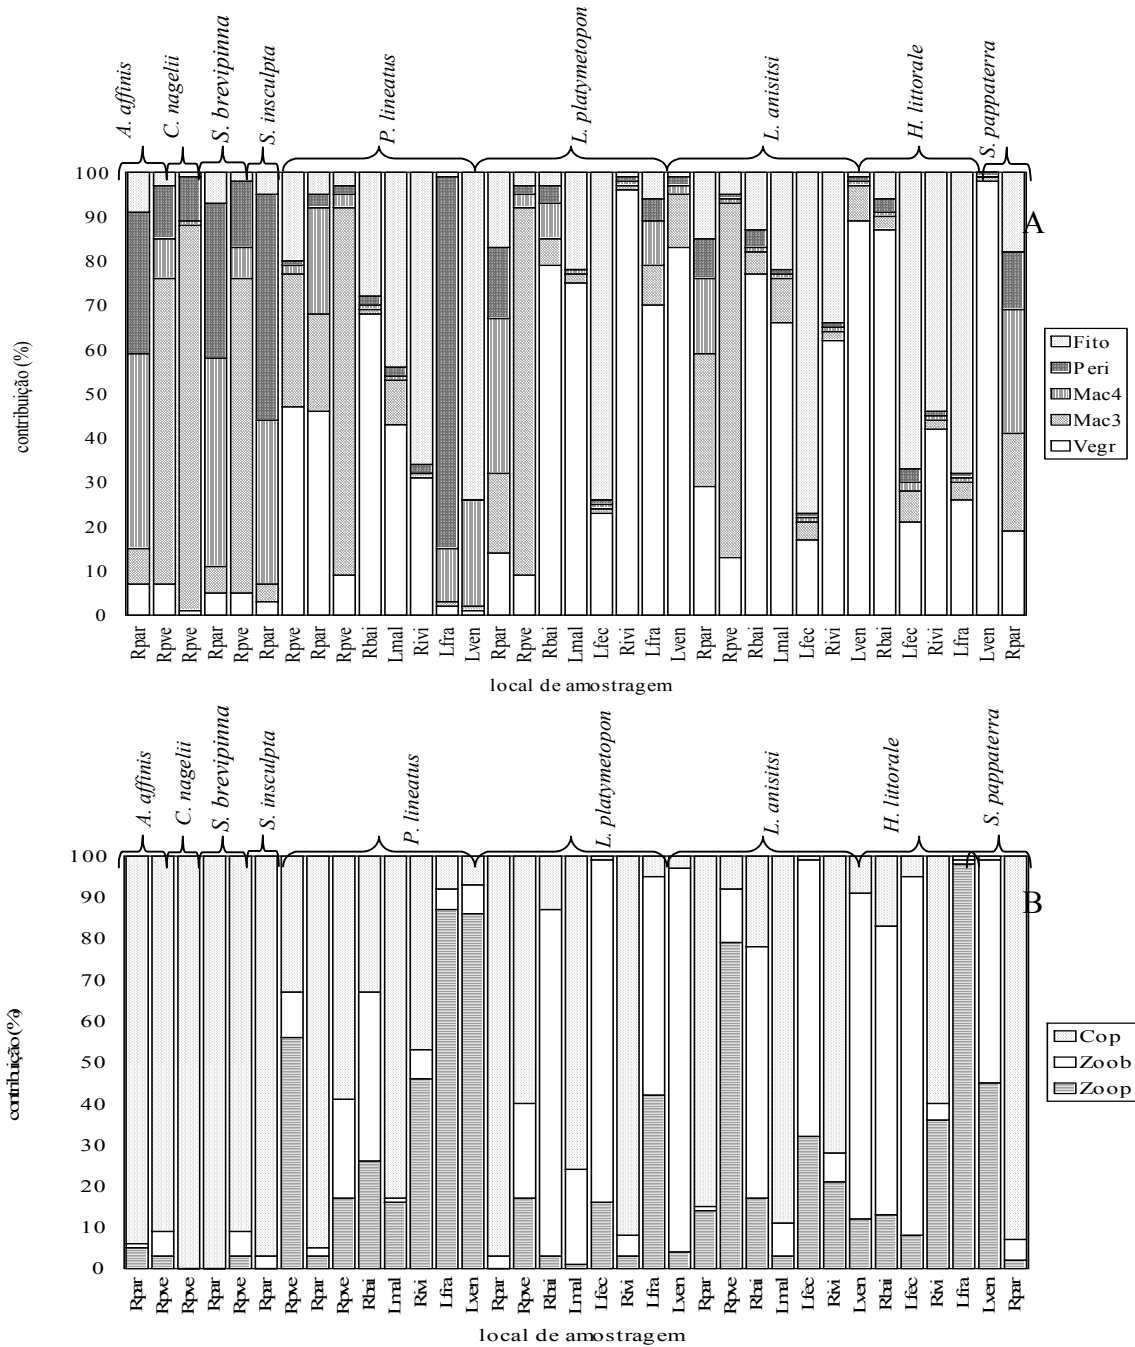 A. affinis
C. nagelii
S. brevipinna
S. insculpta
P. lineatus
L. platymetopon
L. anisitsi
H. littorale
S. pappaterra
A
contribuição (%)
100
90
80
70
60
50
40
30
20
10
0
Fito
Peri
Mac4
Mac3
Vegr
Rpar Rpve Rpve Rpar Rpve Rpar Rpve Rpar Rpve Rbai Lmal Rivi Lfra Lven Rpar Rpve Rbai Lmal Lfec Rivi Lfra Lven Rpar Rpve Rbai Lmal Lfec Rivi Lven Rbai Lfec Rivi Lfra Lven Rpar
local de amostragem
A. affinis
C. nagelii
S. brevipinna
S. insculpta
P. lineatus
L. platymetopon
L. anisitsi
H. littorale
S. pappaterra
B
contribuição (%)
100
90
80
70
60
50
40
30
20
10
0
Cop
Zoob
Zoop
Rpar Rpve Rpve Rpar Rpve Rpar Rpve Rpar Rpve Rbai Lmal Rivi Lfra Lven Rpar Rpve Rbai Lmal Lfec Rivi Lfra Lven Rpar Rpve Rbai Lmal Lfec Rivi Lven Rbai Lfec Rivi Lfra Lven Rpar
local de amostragem